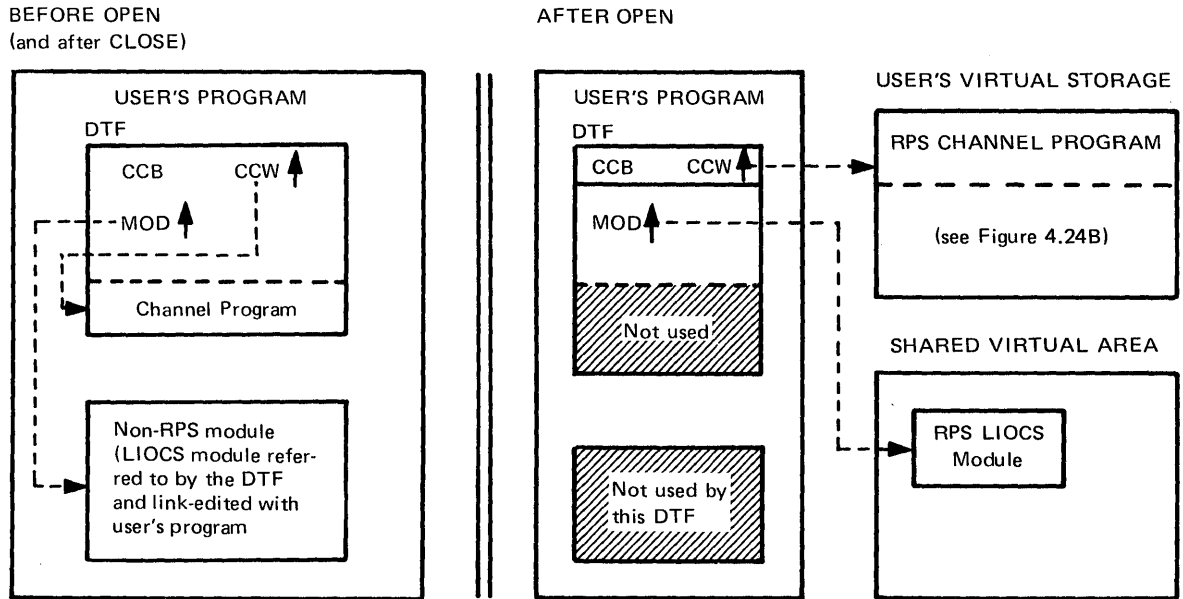 BEFORE OPEN
(and after CLOSE)
USER'S PROGRAM
DTF
CCB CCW
MOD
Channel Program
Non-RPS module
(LIOCS module refer-
red to by the DTF
and link-edited with
user's program
AFTER OPEN
USER'S PROGRAM
DTF
CCB CCW
MOD
Not used
Not used by
this DTF
USER'S VIRTUAL STORAGE
RPS CHANNEL PROGRAM
(see Figure 4.24B)
SHARED VIRTUAL AREA
RPS LIOCS
Module